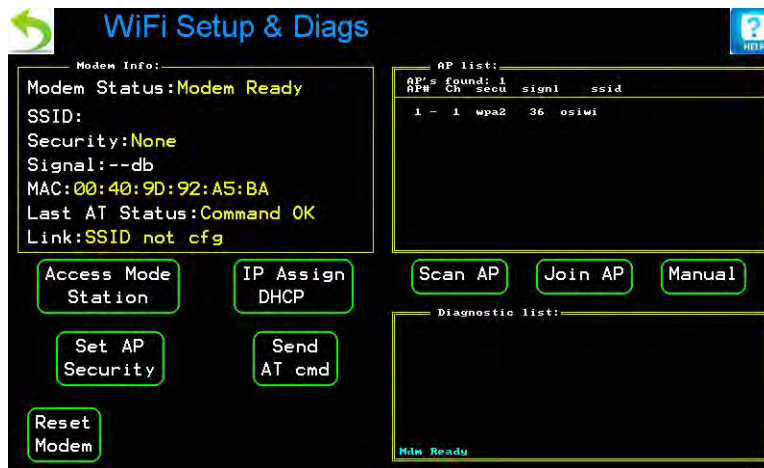 WiFi Setup & Diags
?
HELP
Modem Info:
Modem Status:Modem Ready
SSID:
Security:None
Signal:--db
MAC:00:40:9D:92:A5:BA
Last AT Status:Command OK
Link:SSID not cfg
AP list:
AP's found: 1
AP# Ch secu signl ssid
1 - 1 wpa2 36 osiwi
Access Mode
Station
IP Assign
DHCP
Scan AP
Join AP
Manual
Set AP
Security
Send
AT cmd
Reset
Modem
Diagnostic list:
Mdm Ready